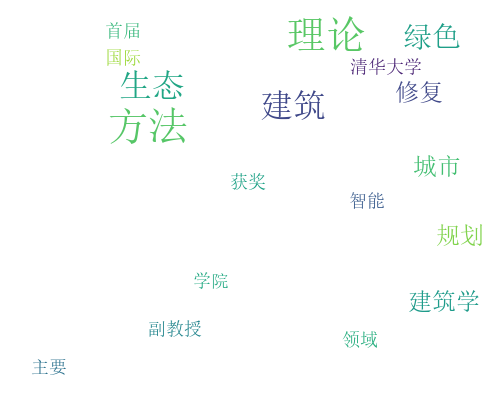 首届
理论
绿色
国际
清华大学
生态
修复
建筑
方法
城市
获奖
智能
规划
学院
建筑学
副教授
领域
主要